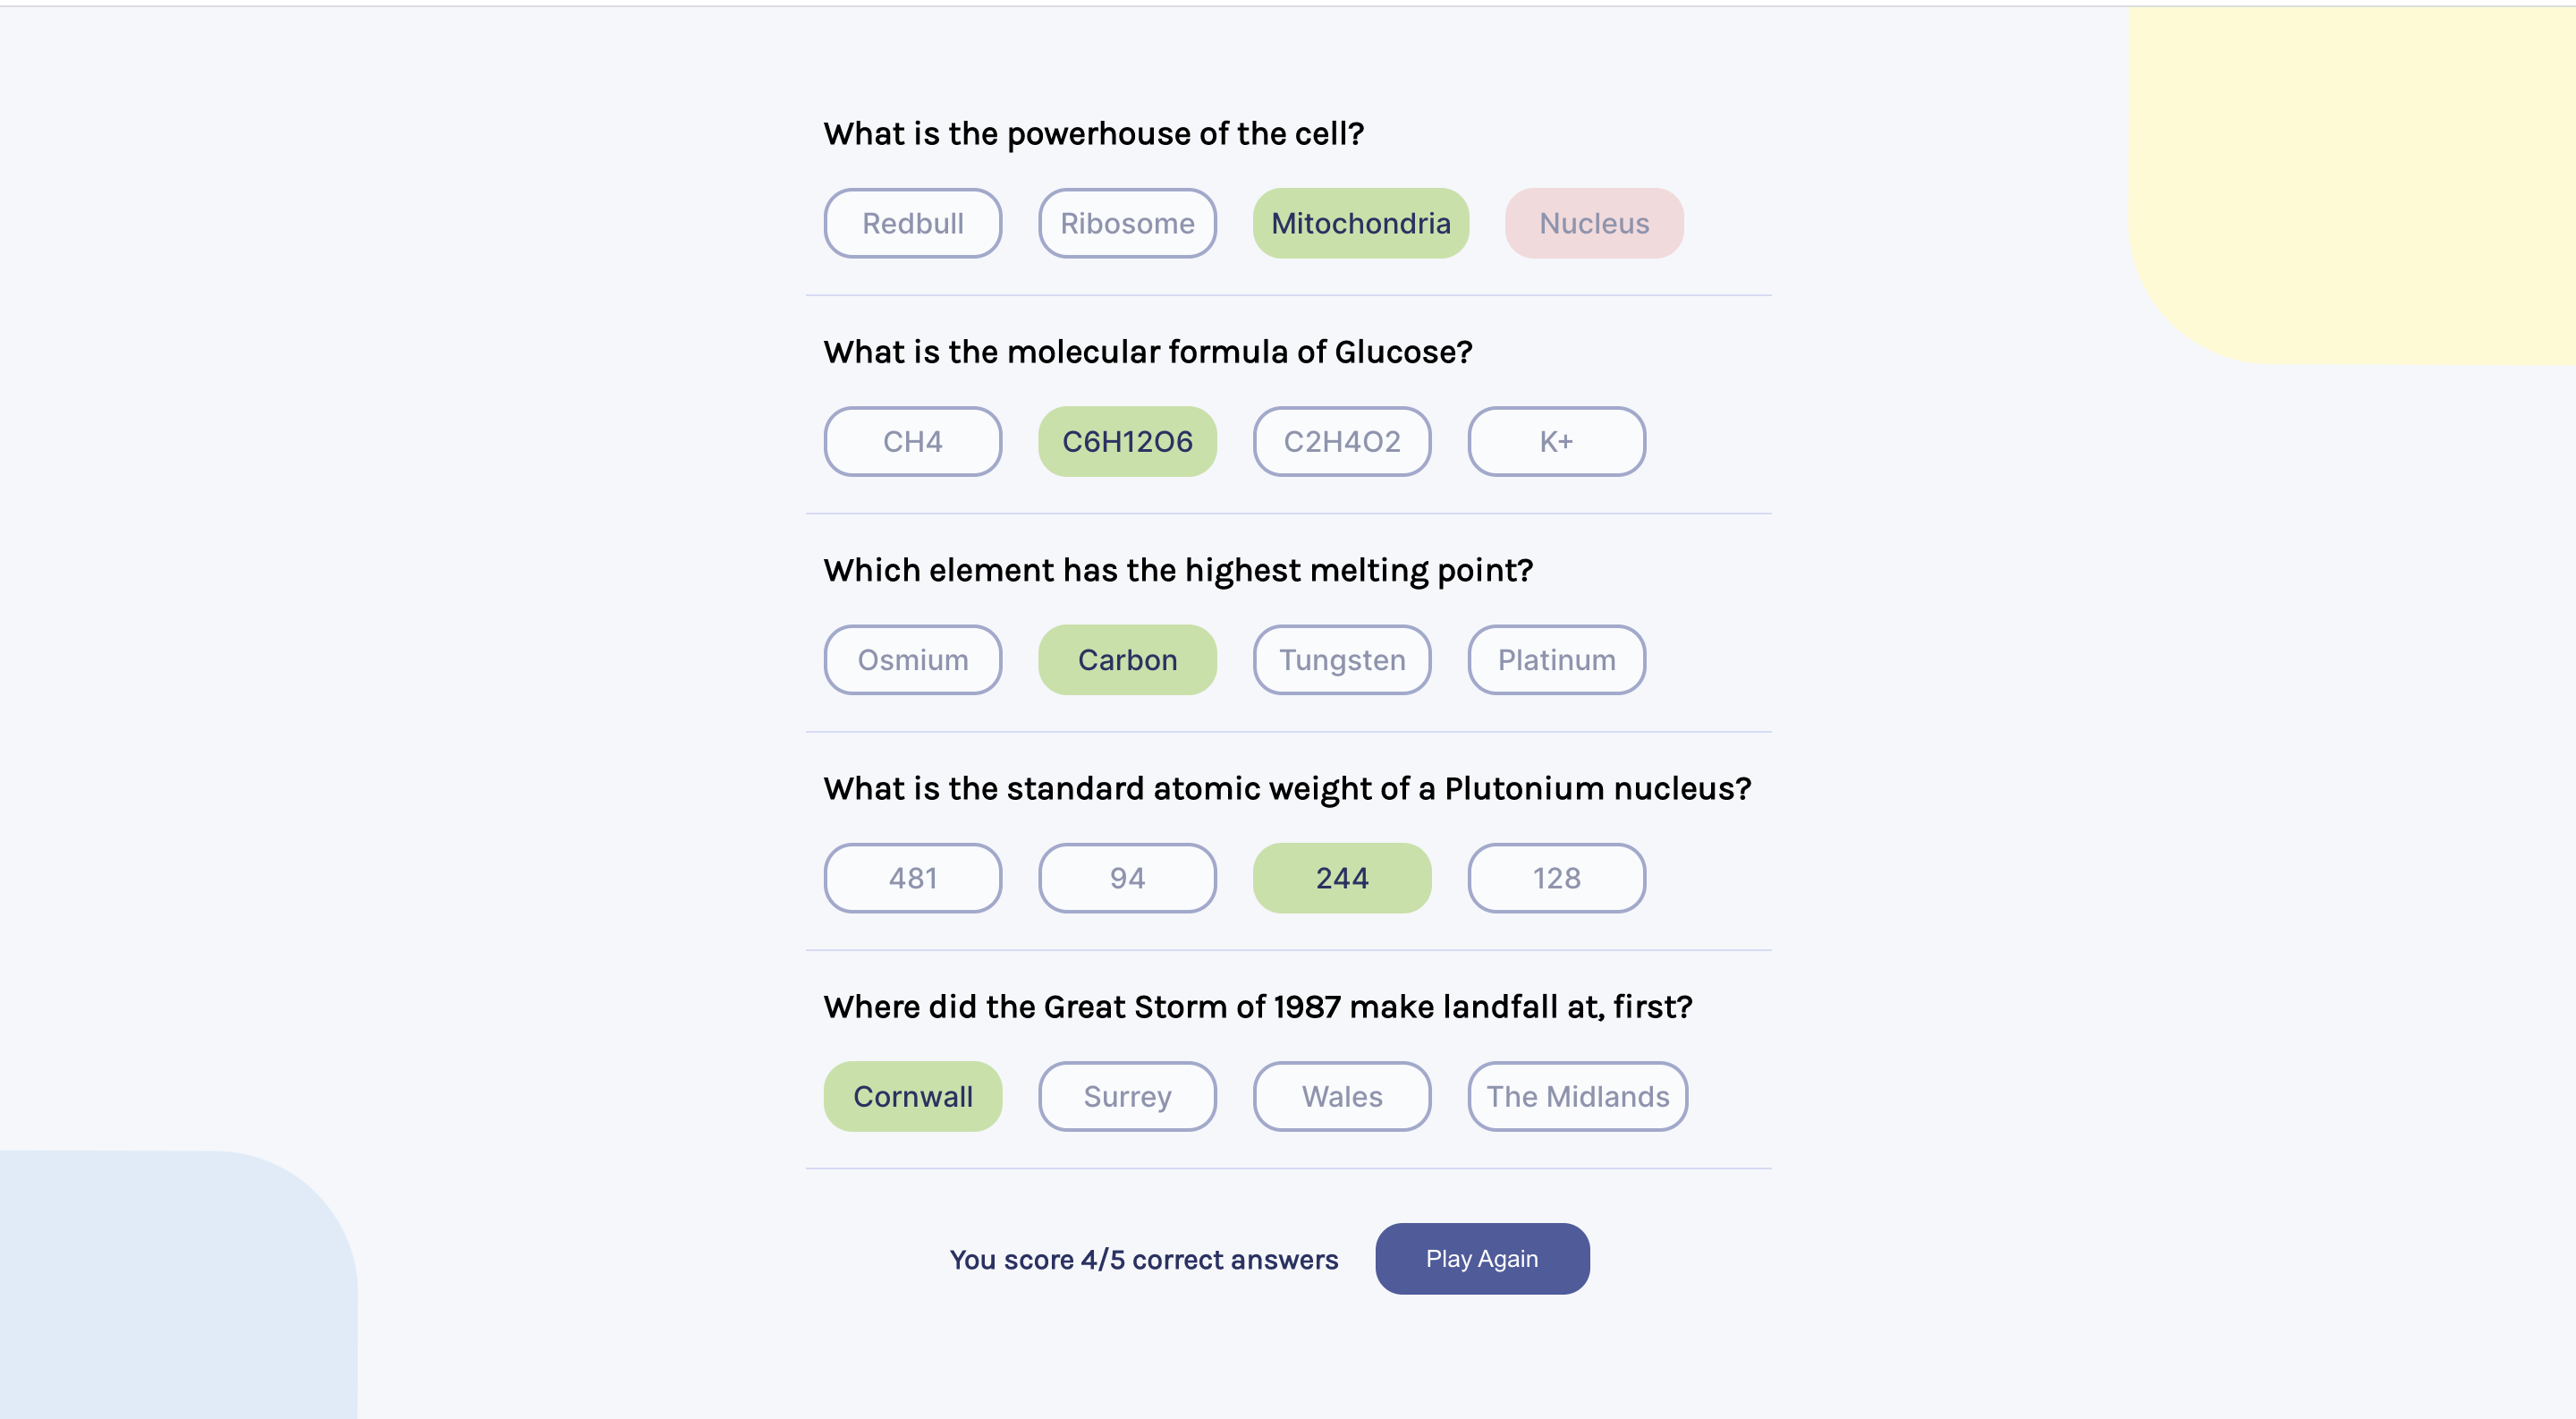 What is the powerhouse of the cell?
Redbull Ribosome Mitochondria Nucleus
What is the molecular formula of Glucose?
CH4 C6H12O6 C2H4O2 K+
Which element has the highest melting point?
Osmium Carbon Tungsten Platinum
What is the standard atomic weight of a Plutonium nucleus?
481 94 244 128
Where did the Great Storm of 1987 make landfall at, first?
Cornwall Surrey Wales The Midlands
You score 4/5 correct answers Play Again